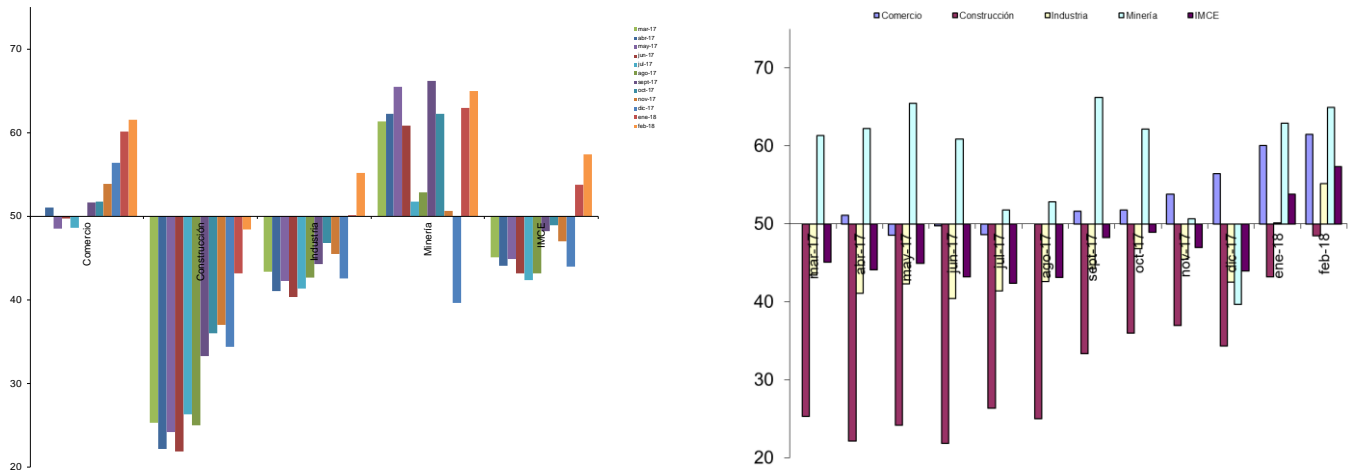 mar-17
abr-17
may-17
jun-17
jul-17
ago-17
sept-17
oct-17
nov-17
dic-17
ene-18
feb-18
70
60
50
40
30
20
Comercio
Construcción
Industria
Minería
IMCE
Comercio Construcción Industria Minería IMCE
70
60
50
40
30
20
mar-17
abr-17
may-17
jun-17
jul-17
ago-17
sept-17
oct-17
nov-17
dic-17
ene-18
feb-18